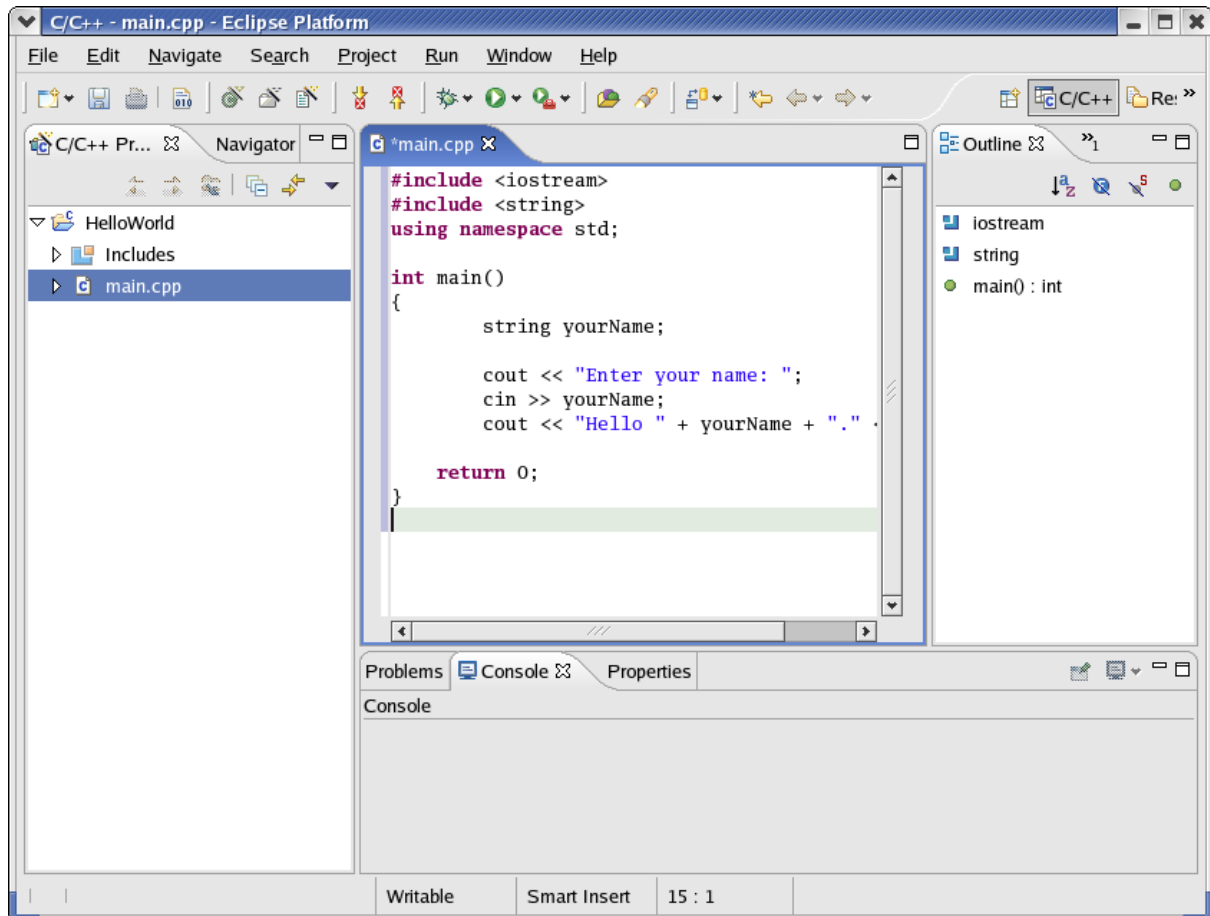 C/C++ - main.cpp - Eclipse Platform
File Edit Navigate Search Project Run Window Help
C/C++ Re:
C/C++ Pr... Navigator
HelloWorld
Includes
main.cpp
*main.cpp
#include <iostream>
#include <string>
using namespace std;
int main()
{
string yourName;
cout << "Enter your name: ";
cin >> yourName;
cout << "Hello " + yourName + "."
return 0;
}
Outline »1
iostream
string
main() : int
Problems Console Properties
Console
Writable Smart Insert 15 : 1